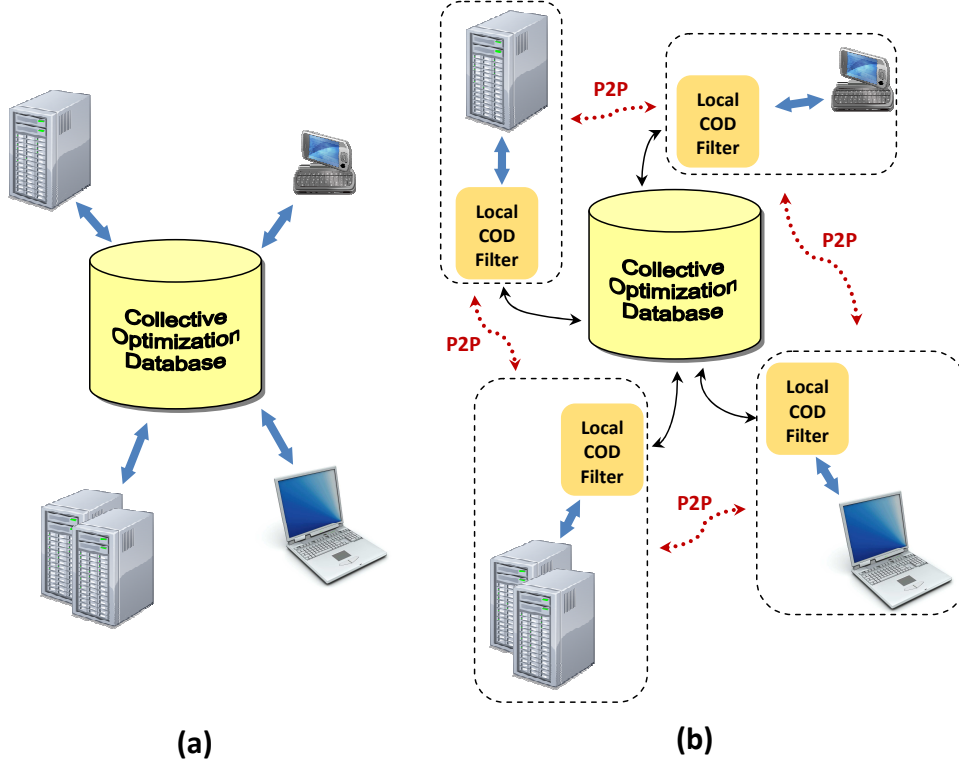 Collective
Optimization
Database
(a)
P2P
Local
COD
Filter
Local
COD
Filter
P2P
Collective
Optimization
Database
P2P
Local
COD
Filter
Local
COD
Filter
P2P
(b)